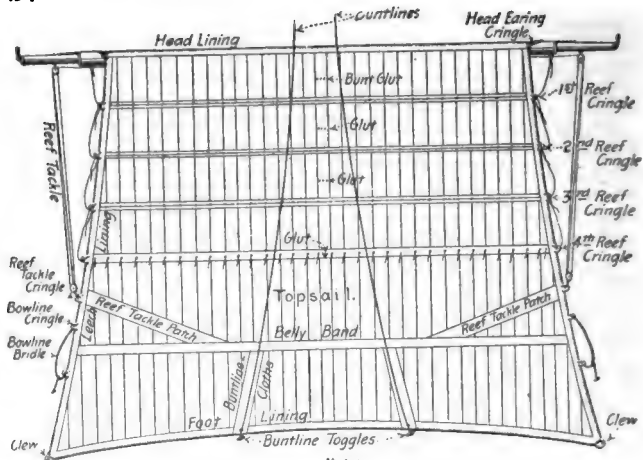 Buntlines
Head Lining
Head Earing
Cringle
Bunt Glut
1st Reef
Cringle
Glut
2nd Reef
Cringle
Reef Tackle
Glut
3rd Reef
Cringle
Lining
Glut
4th Reef
Cringle
Reef
Tackle
Cringle
Topsail.
Bowline
Cringle
Leech
Reef Tackle Patch
Reef Tackle Patch
Belly Band
Bowline
Bridle
Buntline
Cloths
Foot Lining
Clew
Buntline Toggles
Clew